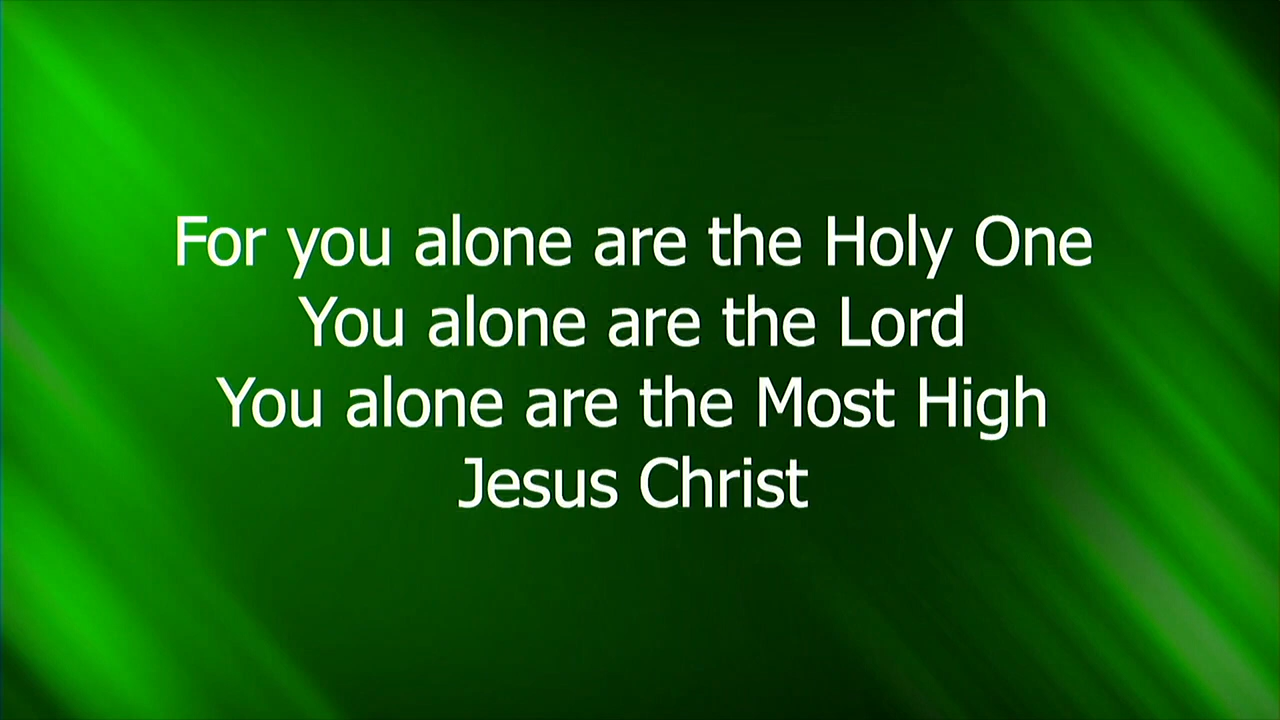 For you alone are the Holy One
You alone are the Lord
You alone are the Most High
Jesus Christ